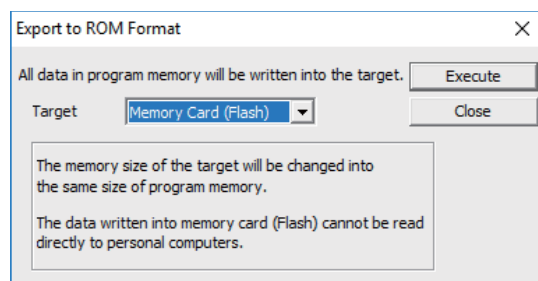 Export to ROM Format
All data in program memory will be written into the target.
Execute
Target
Memory Card (Flash)
Close
The memory size of the target will be changed into
the same size of program memory.
The data written into memory card (Flash) cannot be read
directly to personal computers.